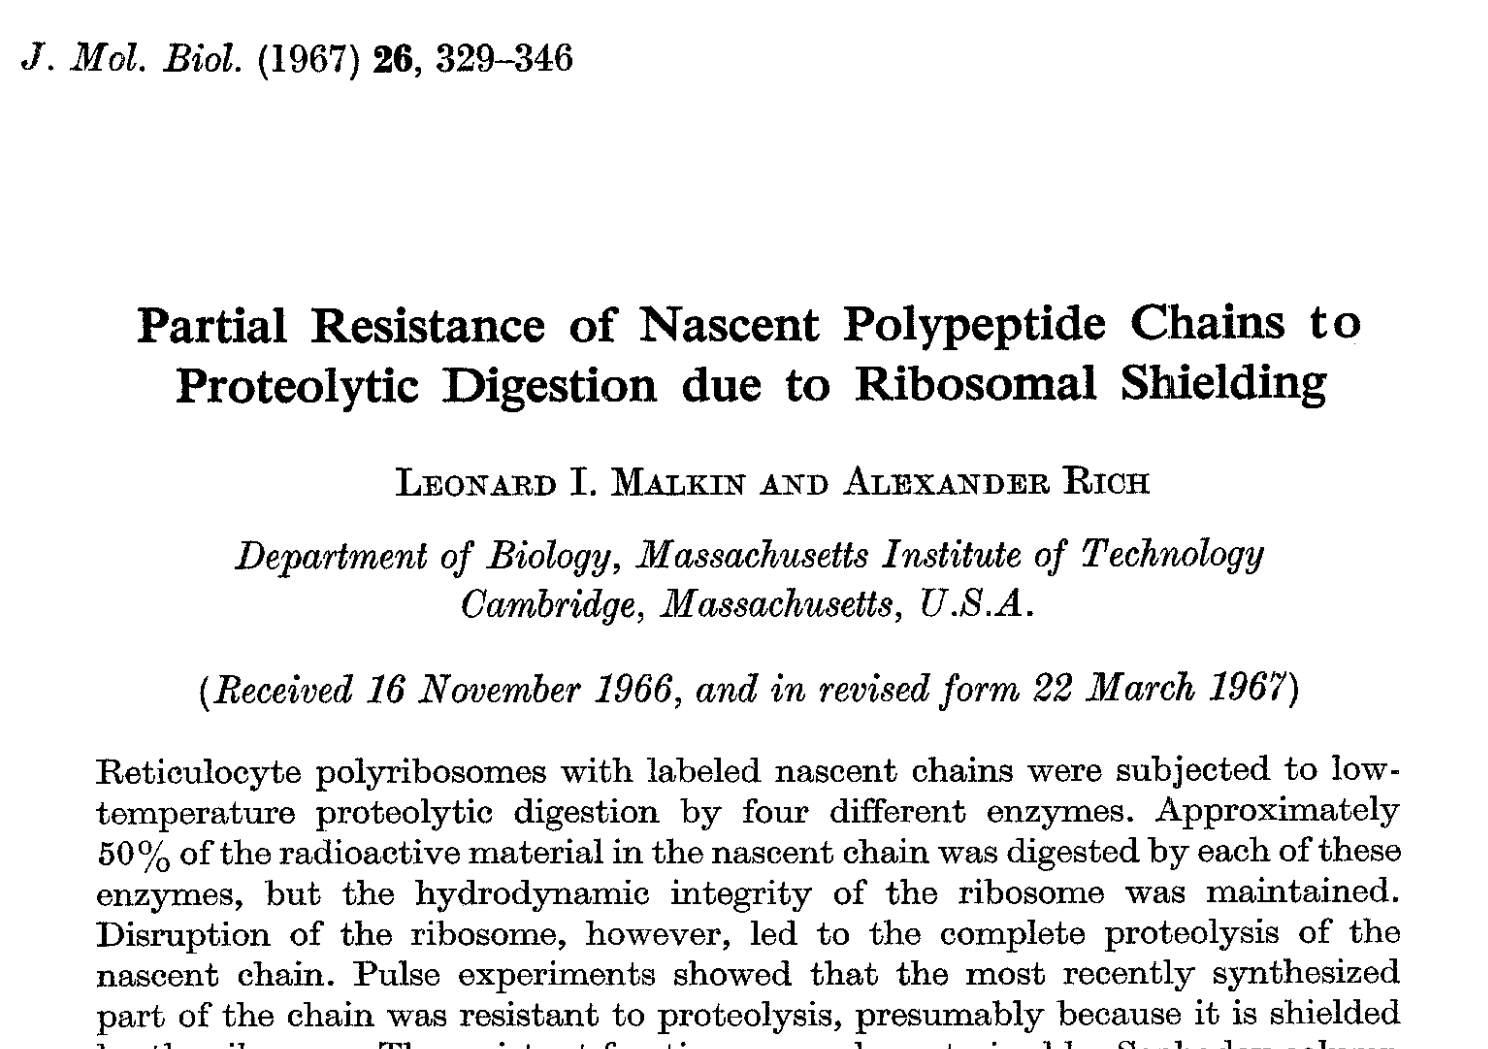 J. Mol. Biol. (1967) 26, 329–346
Partial Resistance of Nascent Polypeptide Chains to
Proteolytic Digestion due to Ribosomal Shielding
LEONARD I. MALKIN AND ALEXANDER RICH
Department of Biology, Massachusetts Institute of Technology
Cambridge, Massachusetts, U.S.A.
(Received 16 November 1966, and in revised form 22 March 1967)
Reticulocyte polyribosomes with labeled nascent chains were subjected to low-
temperature proteolytic digestion by four different enzymes. Approximately
50% of the radioactive material in the nascent chain was digested by each of these
enzymes, but the hydrodynamic integrity of the ribosome was maintained.
Disruption of the ribosome, however, led to the complete proteolysis of the
nascent chain. Pulse experiments showed that the most recently synthesized
part of the chain was resistant to proteolysis, presumably because it is shielded